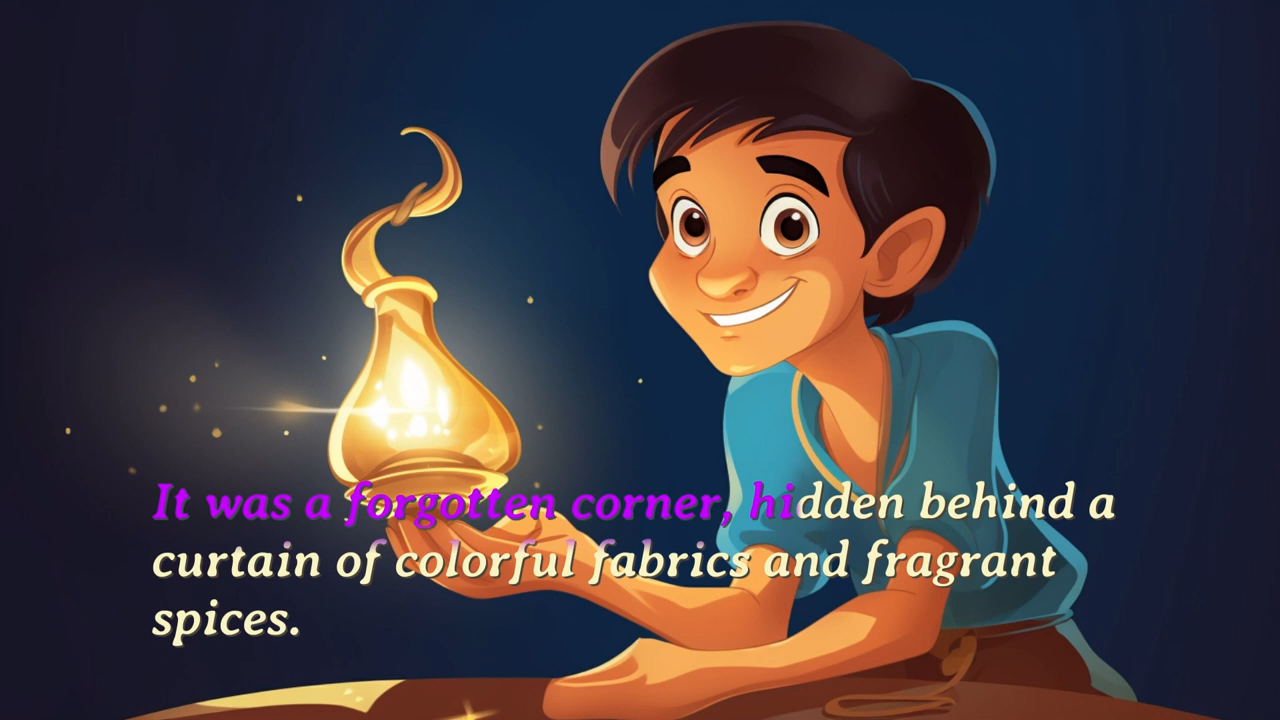 It was a forgotten corner, hidden behind a
curtain of colorful fabrics and fragrant
spices.